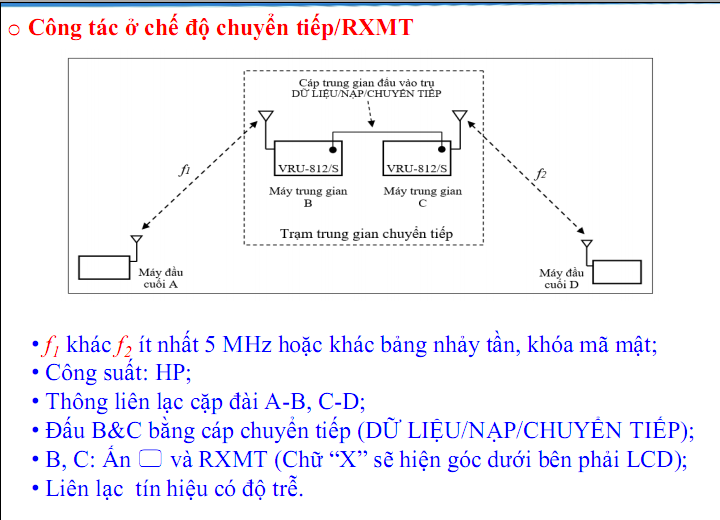 o Công tác ở chế độ chuyển tiếp/RXMT
Cáp trung gian đấu vào trụ
DỮ LIỆU/NẠP/CHUYỂN TIẾP
f1
VRU-812/S
VRU-812/S
f2
Máy trung gian
B
Máy trung gian
C
Trạm trung gian chuyển tiếp
Máy đầu
cuối A
Máy đầu
cuối D
• f1 khác f2 ít nhất 5 MHz hoặc khác bảng nhảy tần, khóa mã mật;
• Công suất: HP;
• Thông liên lạc cặp đài A-B, C-D;
• Đấu B&C bằng cáp chuyển tiếp (DỮ LIỆU/NẠP/CHUYỂN TIẾP);
• B, C: Ấn và RXMT (Chữ “X” sẽ hiện góc dưới bên phải LCD);
• Liên lạc tín hiệu có độ trễ.